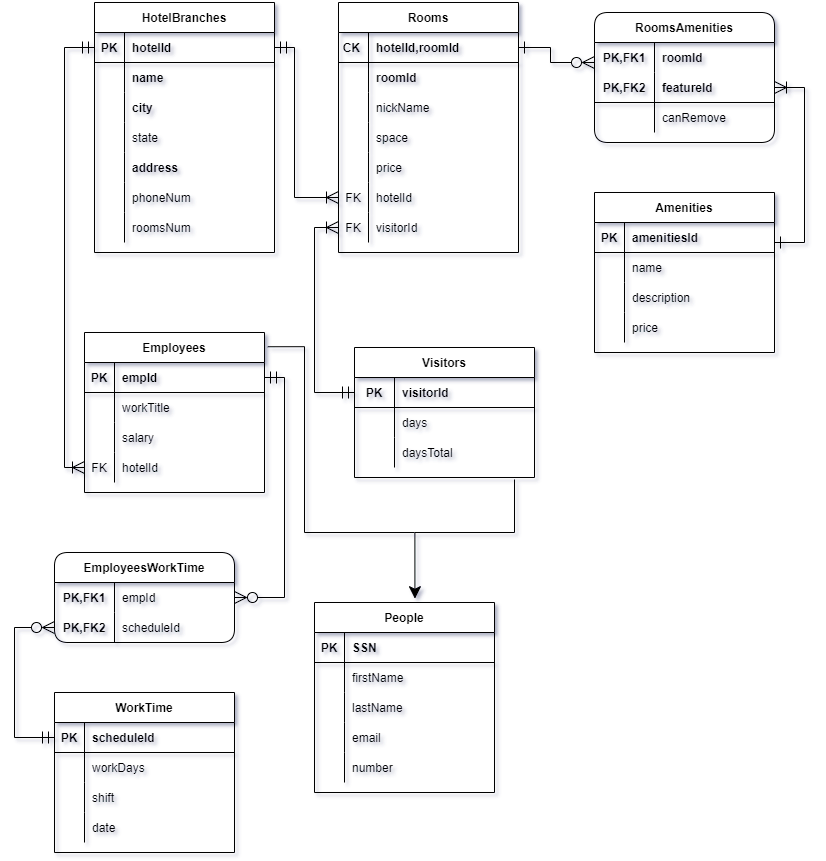 HotelBranches
PK hotelId
name
city
state
address
phoneNum
roomsNum
Rooms
CK hotelId,roomId
roomId
nickName
space
price
FK hotelId
FK visitorId
RoomsAmenities
PK,FK1 roomId
PK,FK2 featureId
canRemove
Amenities
PK amenitiesId
name
description
price
Employees
PK empId
workTitle
salary
FK hotelId
Visitors
PK visitorId
days
daysTotal
EmployeesWorkTime
PK,FK1 empId
PK,FK2 scheduleId
People
PK SSN
firstName
lastName
email
number
WorkTime
PK scheduleId
workDays
shift
date